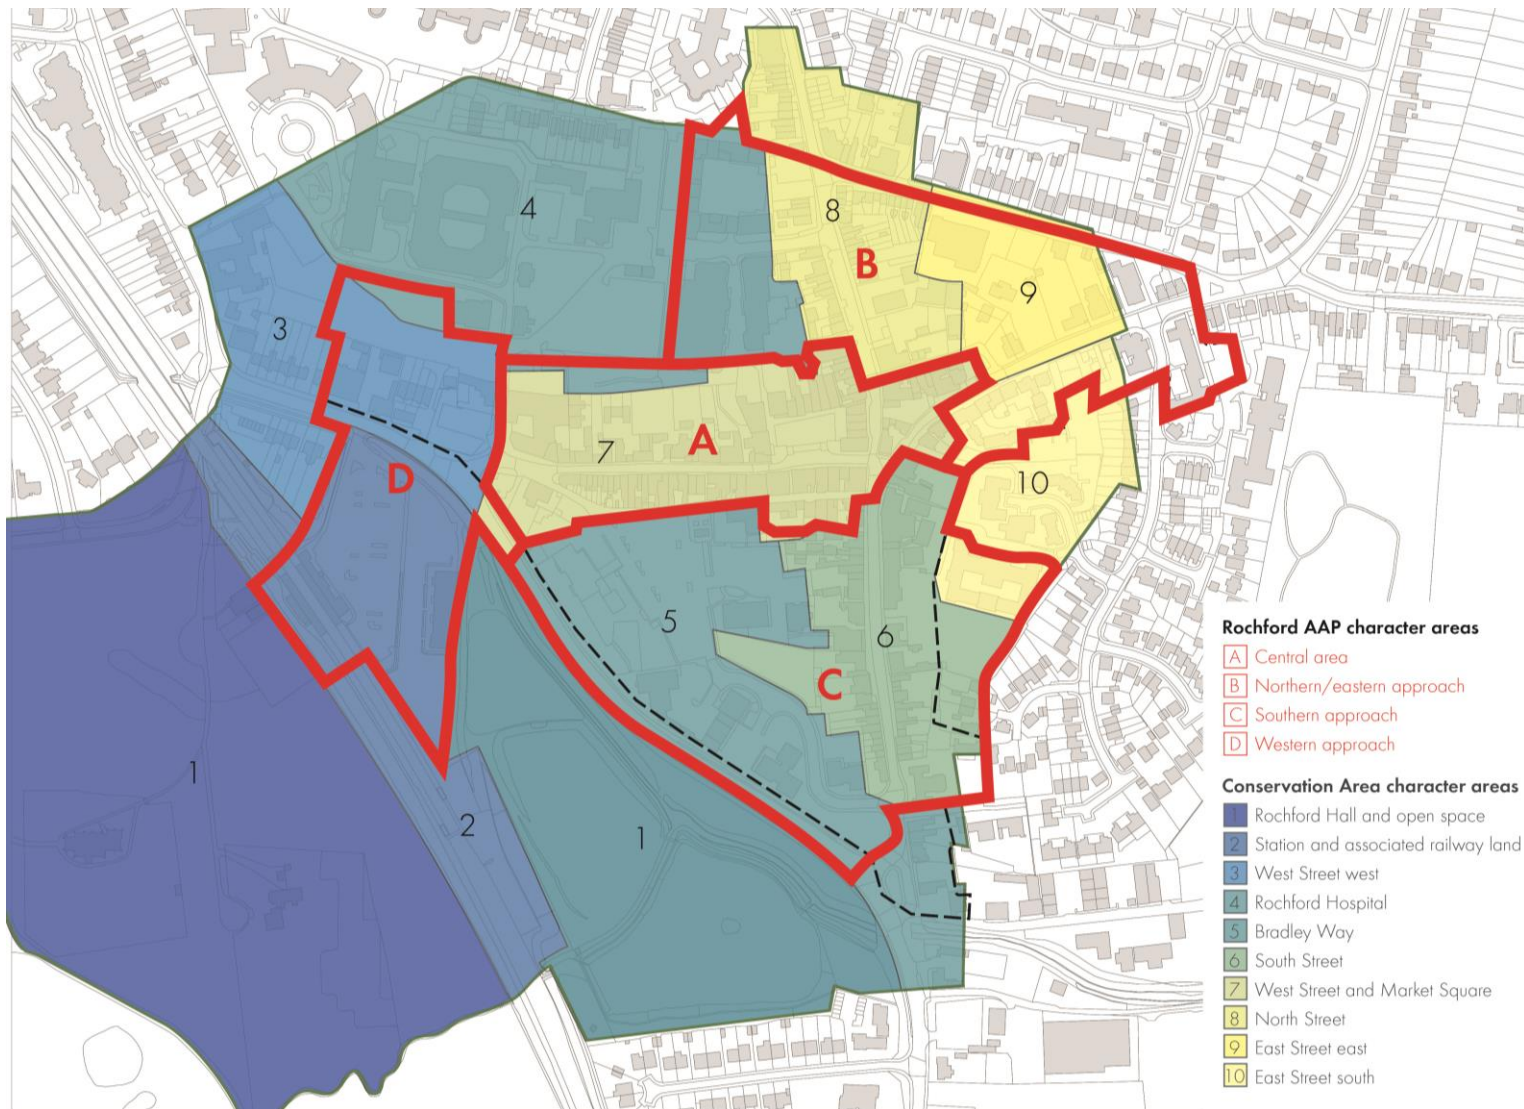 4
8
B
3
9
7
A
D
10
5
6
C
1
2
1
Rochford AAP character areas
A Central area
B Northern/eastern approach
C Southern approach
D Western approach
Conservation Area character areas
1 Rochford Hall and open space
2 Station and associated railway land
3 West Street west
4 Rochford Hospital
5 Bradley Way
6 South Street
7 West Street and Market Square
8 North Street
9 East Street east
10 East Street south